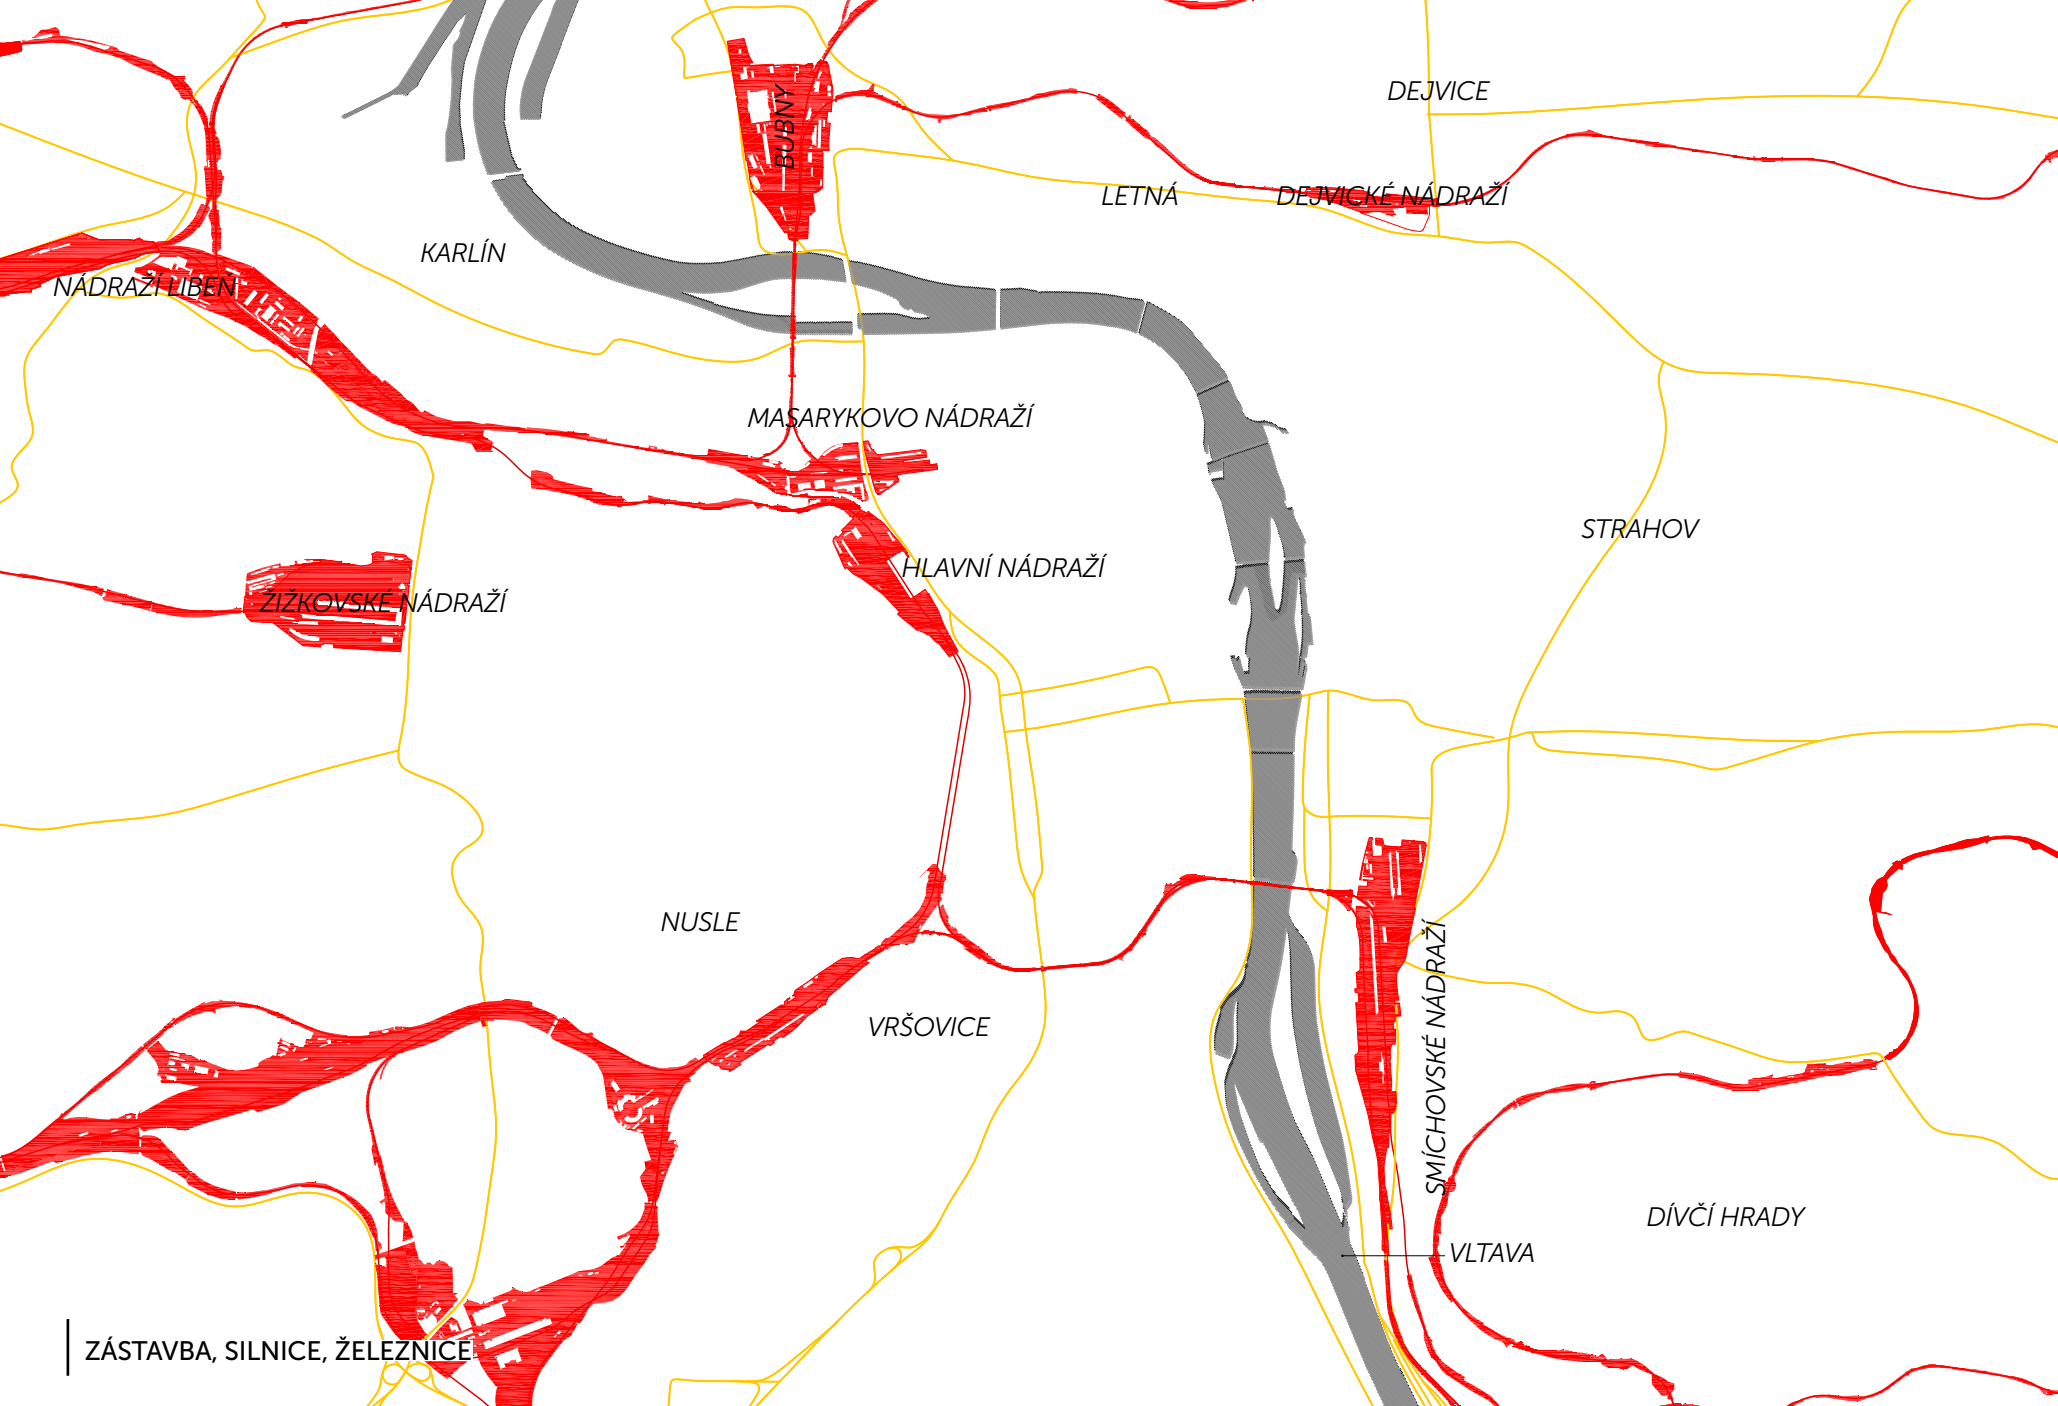 DEJVICE
BUBNY
LETNÁ
DEJVICKÉ NÁDRAŽÍ
KARLÍN
NÁDRAŽÍ LIBEŇ
MASARYKOVO NÁDRAŽÍ
STRAHOV
HLAVNÍ NÁDRAŽÍ
ŽIŽKOVSKÉ NÁDRAŽÍ
NUSLE
VRŠOVICE
SMÍCHOVSKÉ NÁDRAŽÍ
DÍVČÍ HRADY
VLTAVA
ZÁSTAVBA, SILNICE, ŽELEZNICE